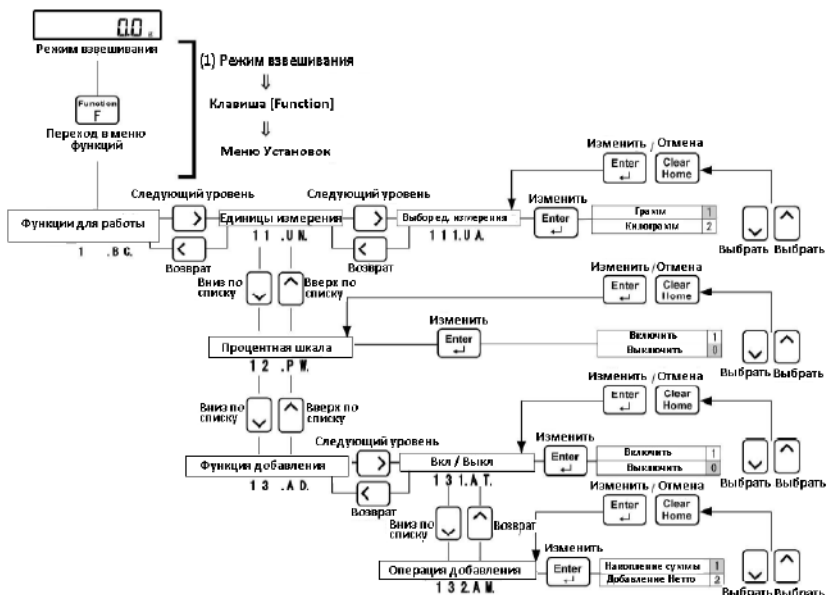 0.0 g
Режим взвешивания
(1) Режим взвешивания
⇓
Клавиша [Function]
⇓
Меню Установок
Function
F
Переход в меню
функций
Изменить / Отмена
Enter
Clear
Home
Следующий уровень
Следующий уровень
Изменить
Функции для работы
Единицы измерения
Выбор ед. измерения
Enter
Грамм 1
Килограмм 2
1 .B G.
1 1 .U N.
1 1 1.U A.
Возврат
Возврат
Выбрать Выбрать
Вниз по
списку
Вверх по
списку
Изменить/Отмена
Enter
Clear
Home
Изменить
Процентная шкала
Enter
Включить 1
Выключить 0
1 2 .P W.
Выбрать Выбрать
Вниз по
списку
Вверх по
списку
Изменить / Отмена
Enter
Clear
Home
Следующий уровень
Изменить
Функция добавления
Вкл / Выкл
Enter
Включить 1
Выключить 0
1 3 .A D.
1 3 1.A T.
Возврат
Выбрать Выбрать
Изменить/Отмена
Вниз по
списку
Возврат
Enter
Clear
Home
Изменить
Операция добавления
Enter
Накопление суммы 1
Добавление Нетто 2
1 3 2.A M.
Выбрать Выбрать